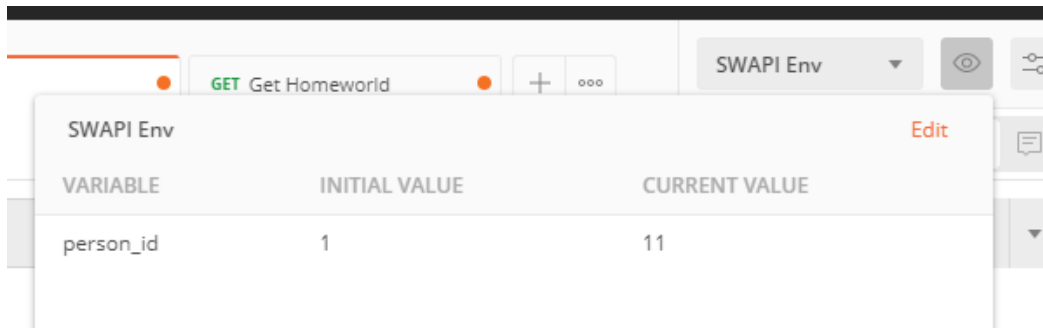 SWAPI Env
GET Get Homeworld
SWAPI Env Edit
VARIABLE INITIAL VALUE CURRENT VALUE
person_id 1 11